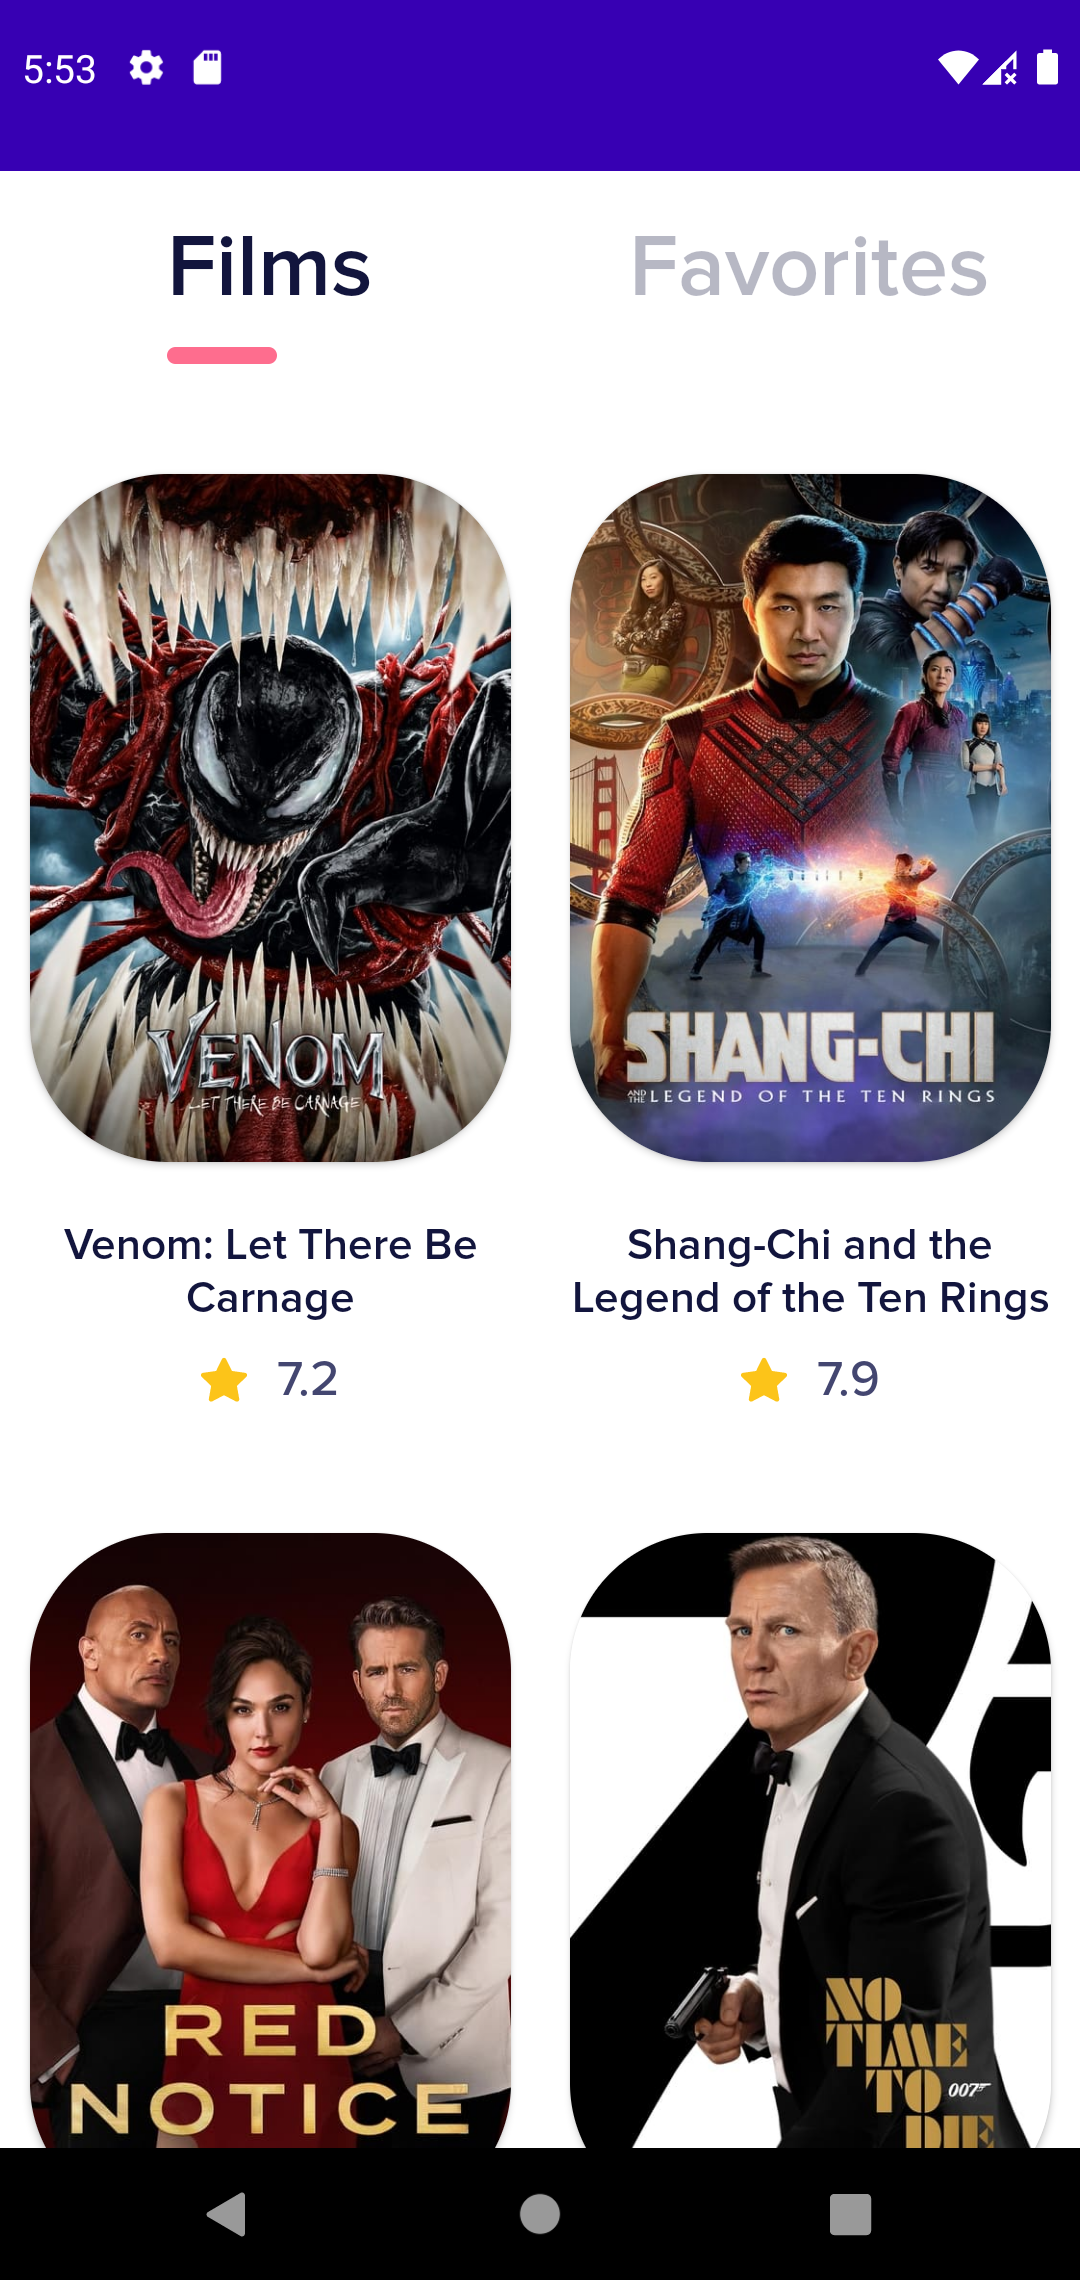 5:53
Films
Favorites
VENOM
LET THERE BE CARNAGE
SHANG-CHI
AND THE LEGEND OF THE TEN RINGS
Venom: Let There Be
Carnage
7.2
Shang-Chi and the
Legend of the Ten Rings
7.9
RED
NOTICE
NO
TIME
TO
007
DIE